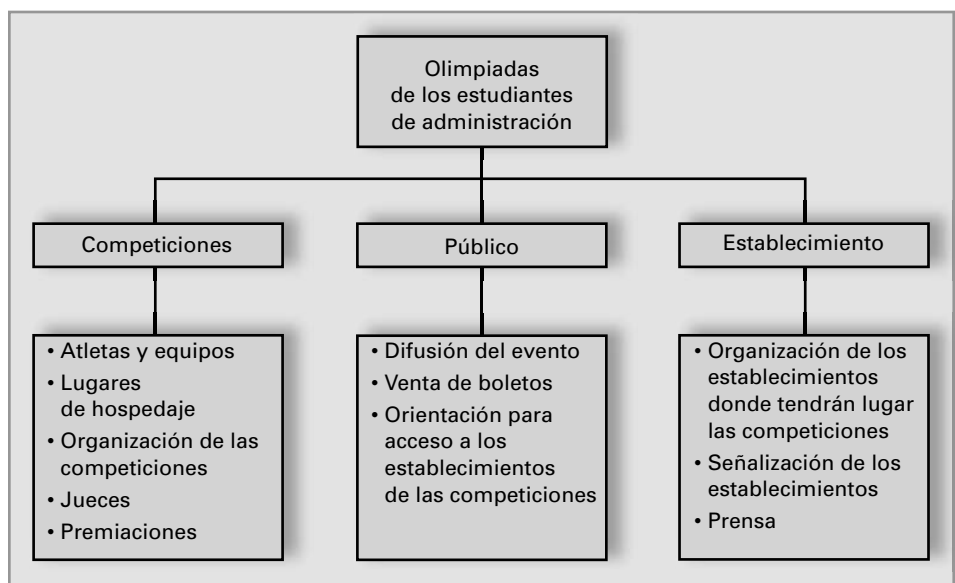 Olimpiadas
de los estudiantes
de administración
Competiciones
Público
Establecimiento
• Atletas y equipos
• Lugares
de hospedaje
• Organización de las
competiciones
• Jueces
• Premiaciones
• Difusión del evento
• Venta de boletos
• Orientación para
acceso a los
establecimientos
de las competiciones
• Organización de los
establecimientos
donde tendrán lugar
las competiciones
• Señalización de los
establecimientos
• Prensa